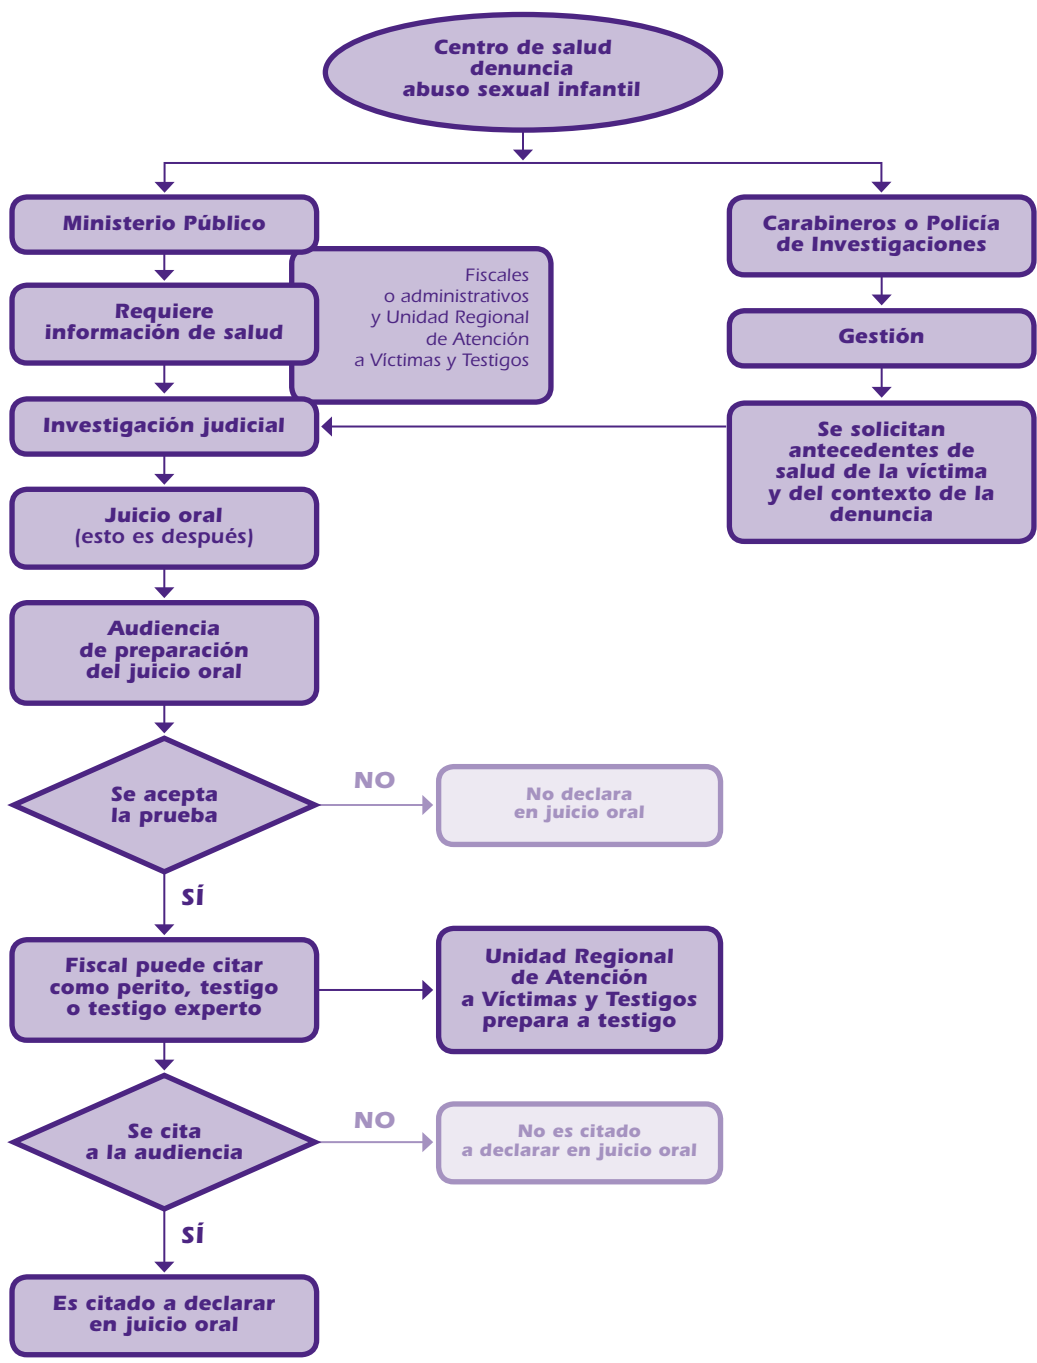 Centro de salud
denuncia
abuso sexual infantil
Ministerio Público
Carabineros o Policía
de Investigaciones
Fiscales
o administrativos
y Unidad Regional
de Atención
a Víctimas y Testigos
Requiere
información de salud
Gestión
Investigación judicial
Se solicitan
antecedentes de
salud de la víctima
y del contexto de la
denuncia
Juicio oral
(esto es después)
Audiencia
de preparación
del juicio oral
Se acepta
la prueba
NO
No declara
en juicio oral
SÍ
Fiscal puede citar
como perito, testigo
o testigo experto
Unidad Regional
de Atención
a Víctimas y Testigos
prepara a testigo
Se cita
a la audiencia
NO
No es citado
a declarar en juicio oral
SÍ
Es citado a declarar
en juicio oral